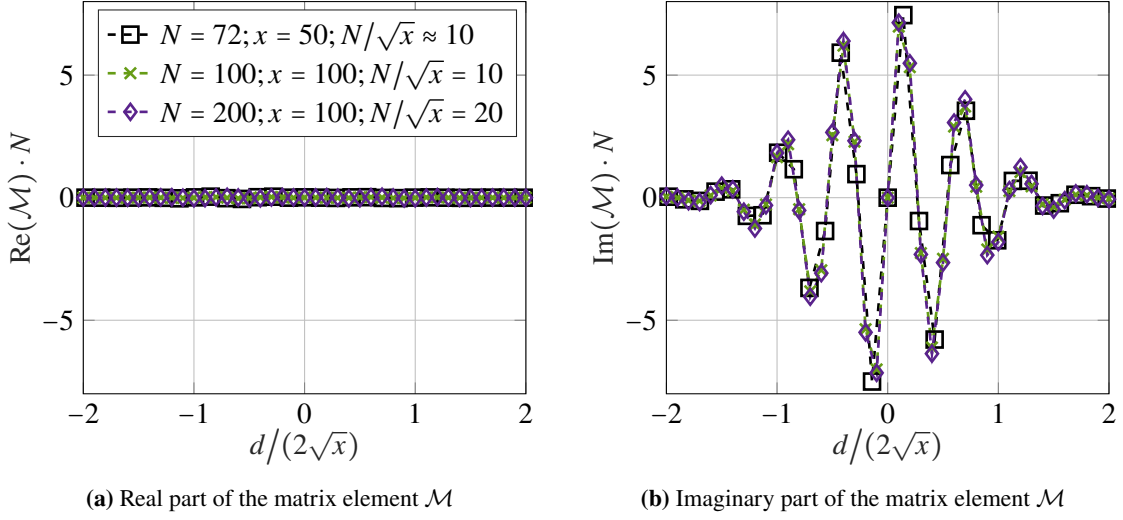 N = 72; x = 50; N/√x ≈ 10
N = 100; x = 100; N/√x = 10
N = 200; x = 100; N/√x = 20
Re(ℳ) · N
5
0
−5
−2 −1 0 1 2
d/(2√x)
(a) Real part of the matrix element ℳ
Im(ℳ) · N
5
0
−5
−2 −1 0 1 2
d/(2√x)
(b) Imaginary part of the matrix element ℳ